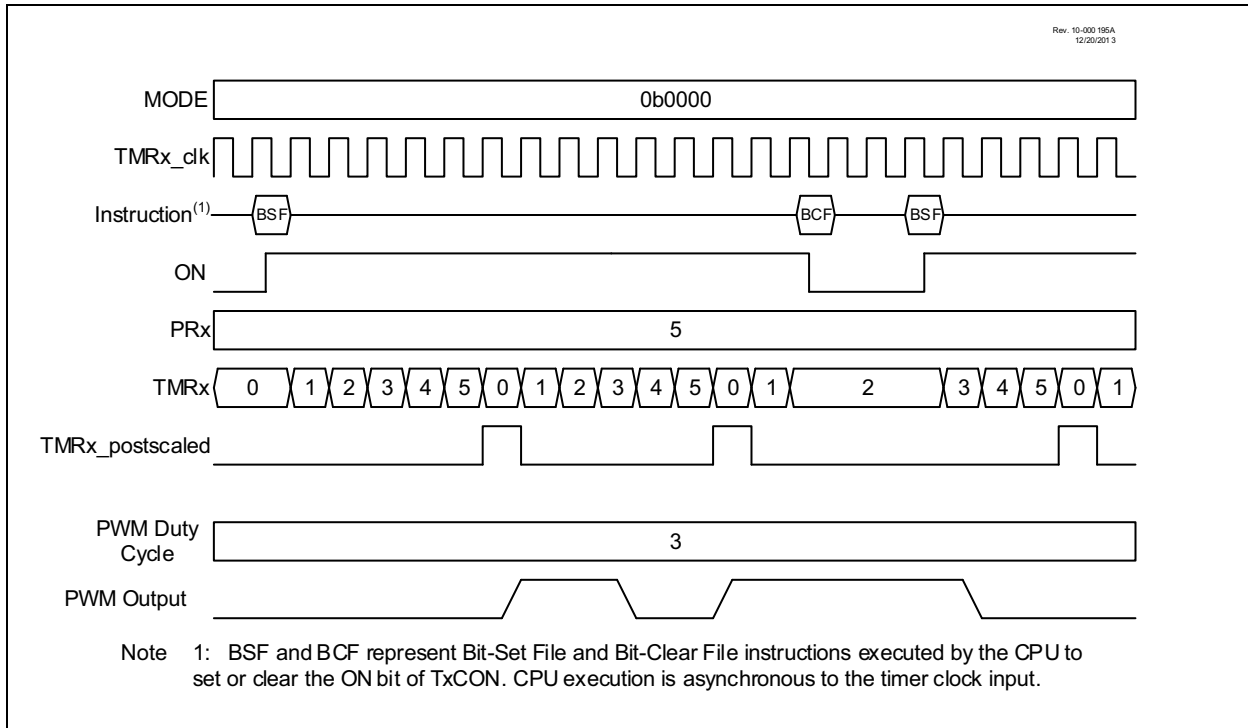 Rev. 10-000 195A
12/20/201 3
MODE 0b0000
TMRx_clk
Instruction(1) BSF BCF BSF
ON
PRx 5
TMRx 0 1 2 3 4 5 0 1 2 3 4 5 0 1 2 3 4 5 0 1
TMRx_postscaled
PWM Duty
Cycle
3
PWM Output
Note 1: BSF and BCF represent Bit-Set File and Bit-Clear File instructions executed by the CPU to
set or clear the ON bit of TxCON. CPU execution is asynchronous to the timer clock input.